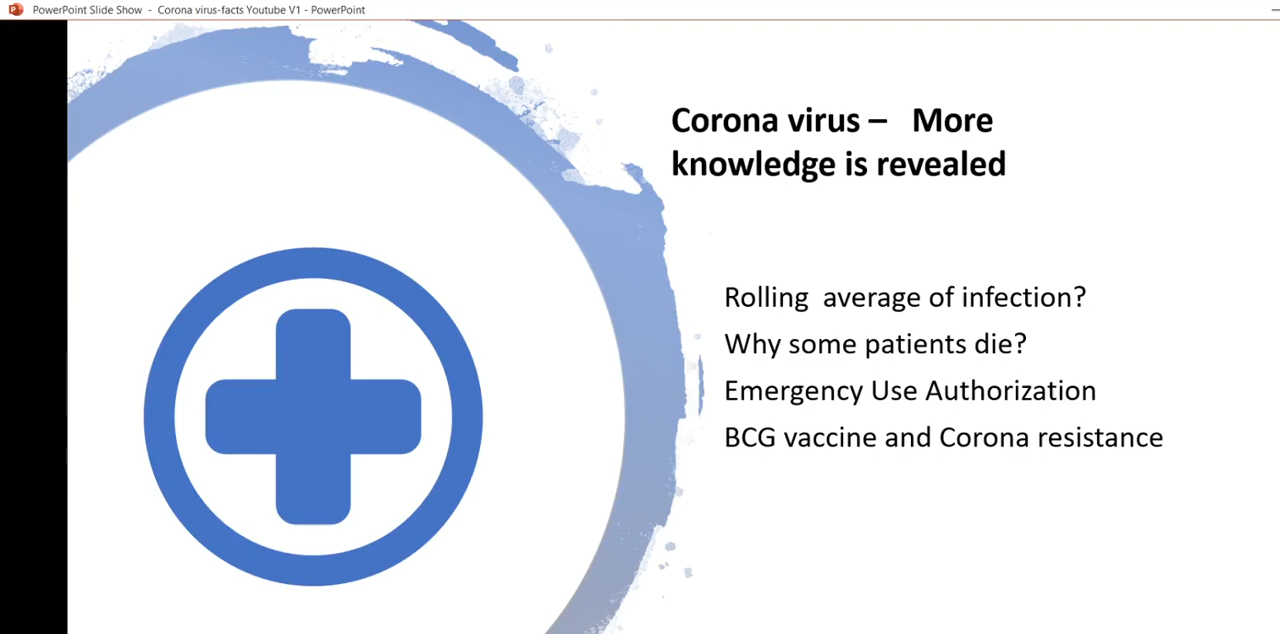 PowerPoint Slide Show - Corona virus-facts Youtube V1 - PowerPoint
Corona virus – More
knowledge is revealed
Rolling average of infection?
Why some patients die?
Emergency Use Authorization
BCG vaccine and Corona resistance